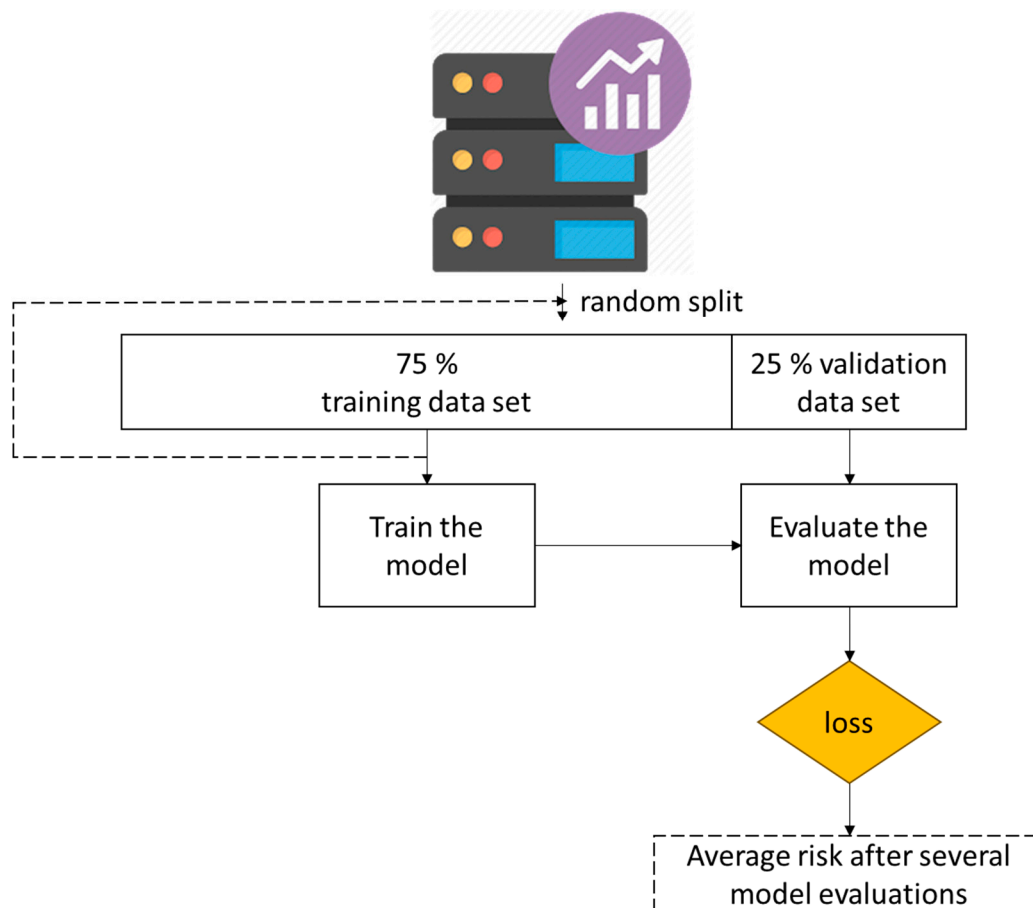 random split
75 %
training data set
25 % validation
data set
Train the
model
Evaluate the
model
loss
Average risk after several
model evaluations